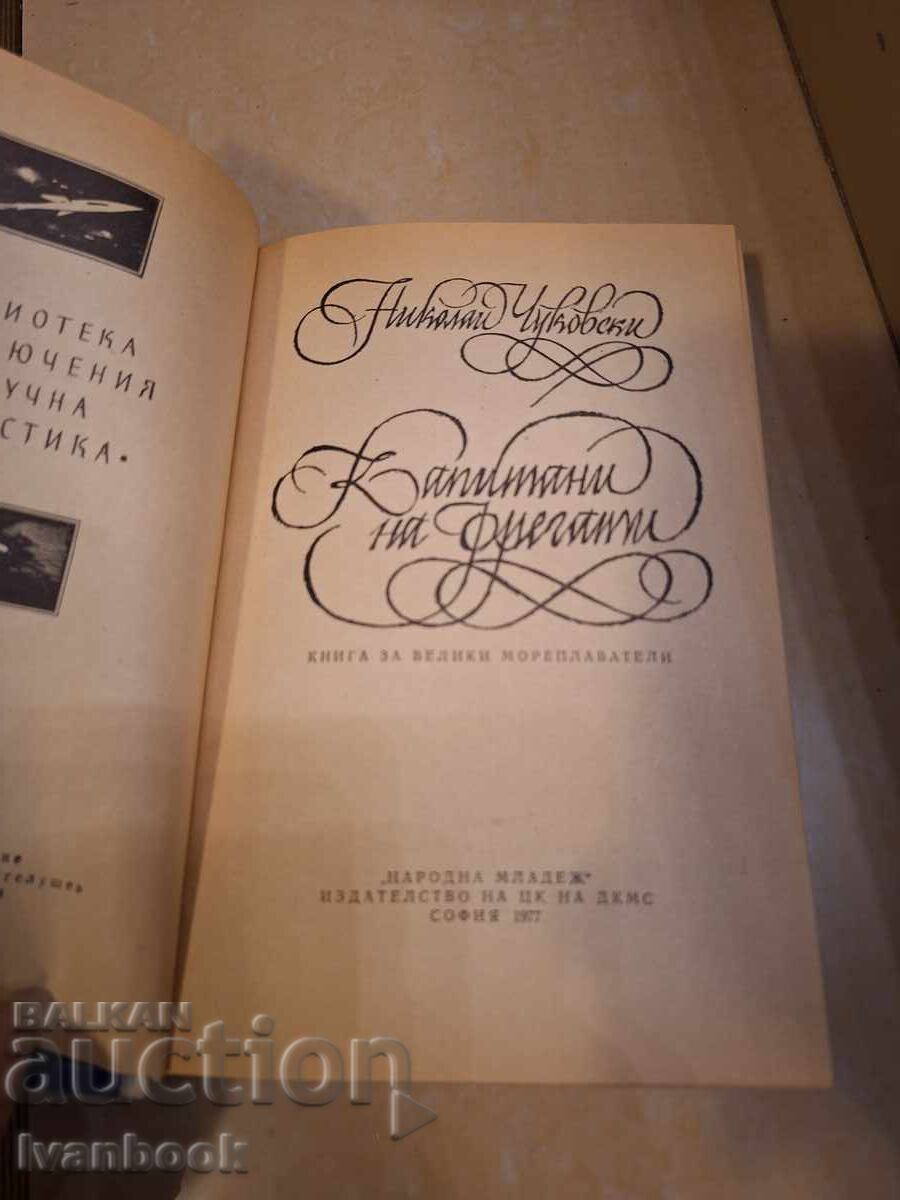 ИОТЕКА
ЮЧЕНИЯ
УЧНА
СТИКА•
Николай Чуковски
Капитани
на фрегати
КНИГА ЗА ВЕЛИКИ МОРЕПЛАВАТЕЛИ
„НАРОДНА МЛАДЕЖ“
ИЗДАТЕЛСТВО НА ЦК НА ДКМС
СОФИЯ 1977
BALKAN
auction
Ivanbook